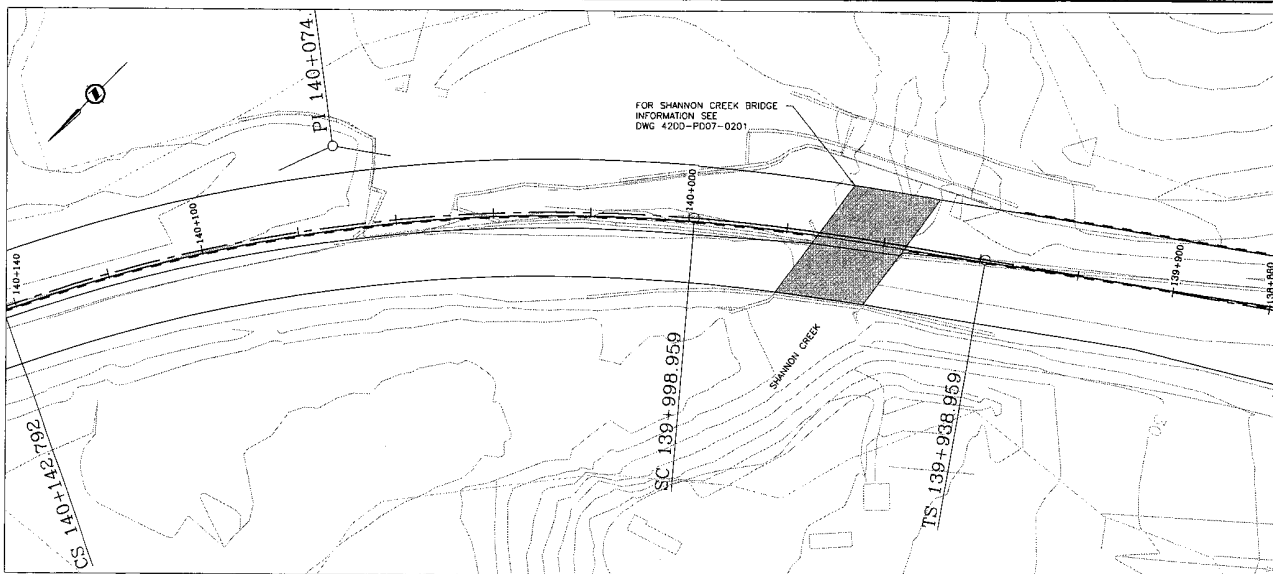 PI 140+074.
FOR SHANNON CREEK BRIDGE
INFORMATION SEE
DWG 42DD-PD07-0201
140+140
140+100
140+000
139+900
CS 140+142.792
SC 139+998.959
SHANNON CREEK
TS 139+938.959